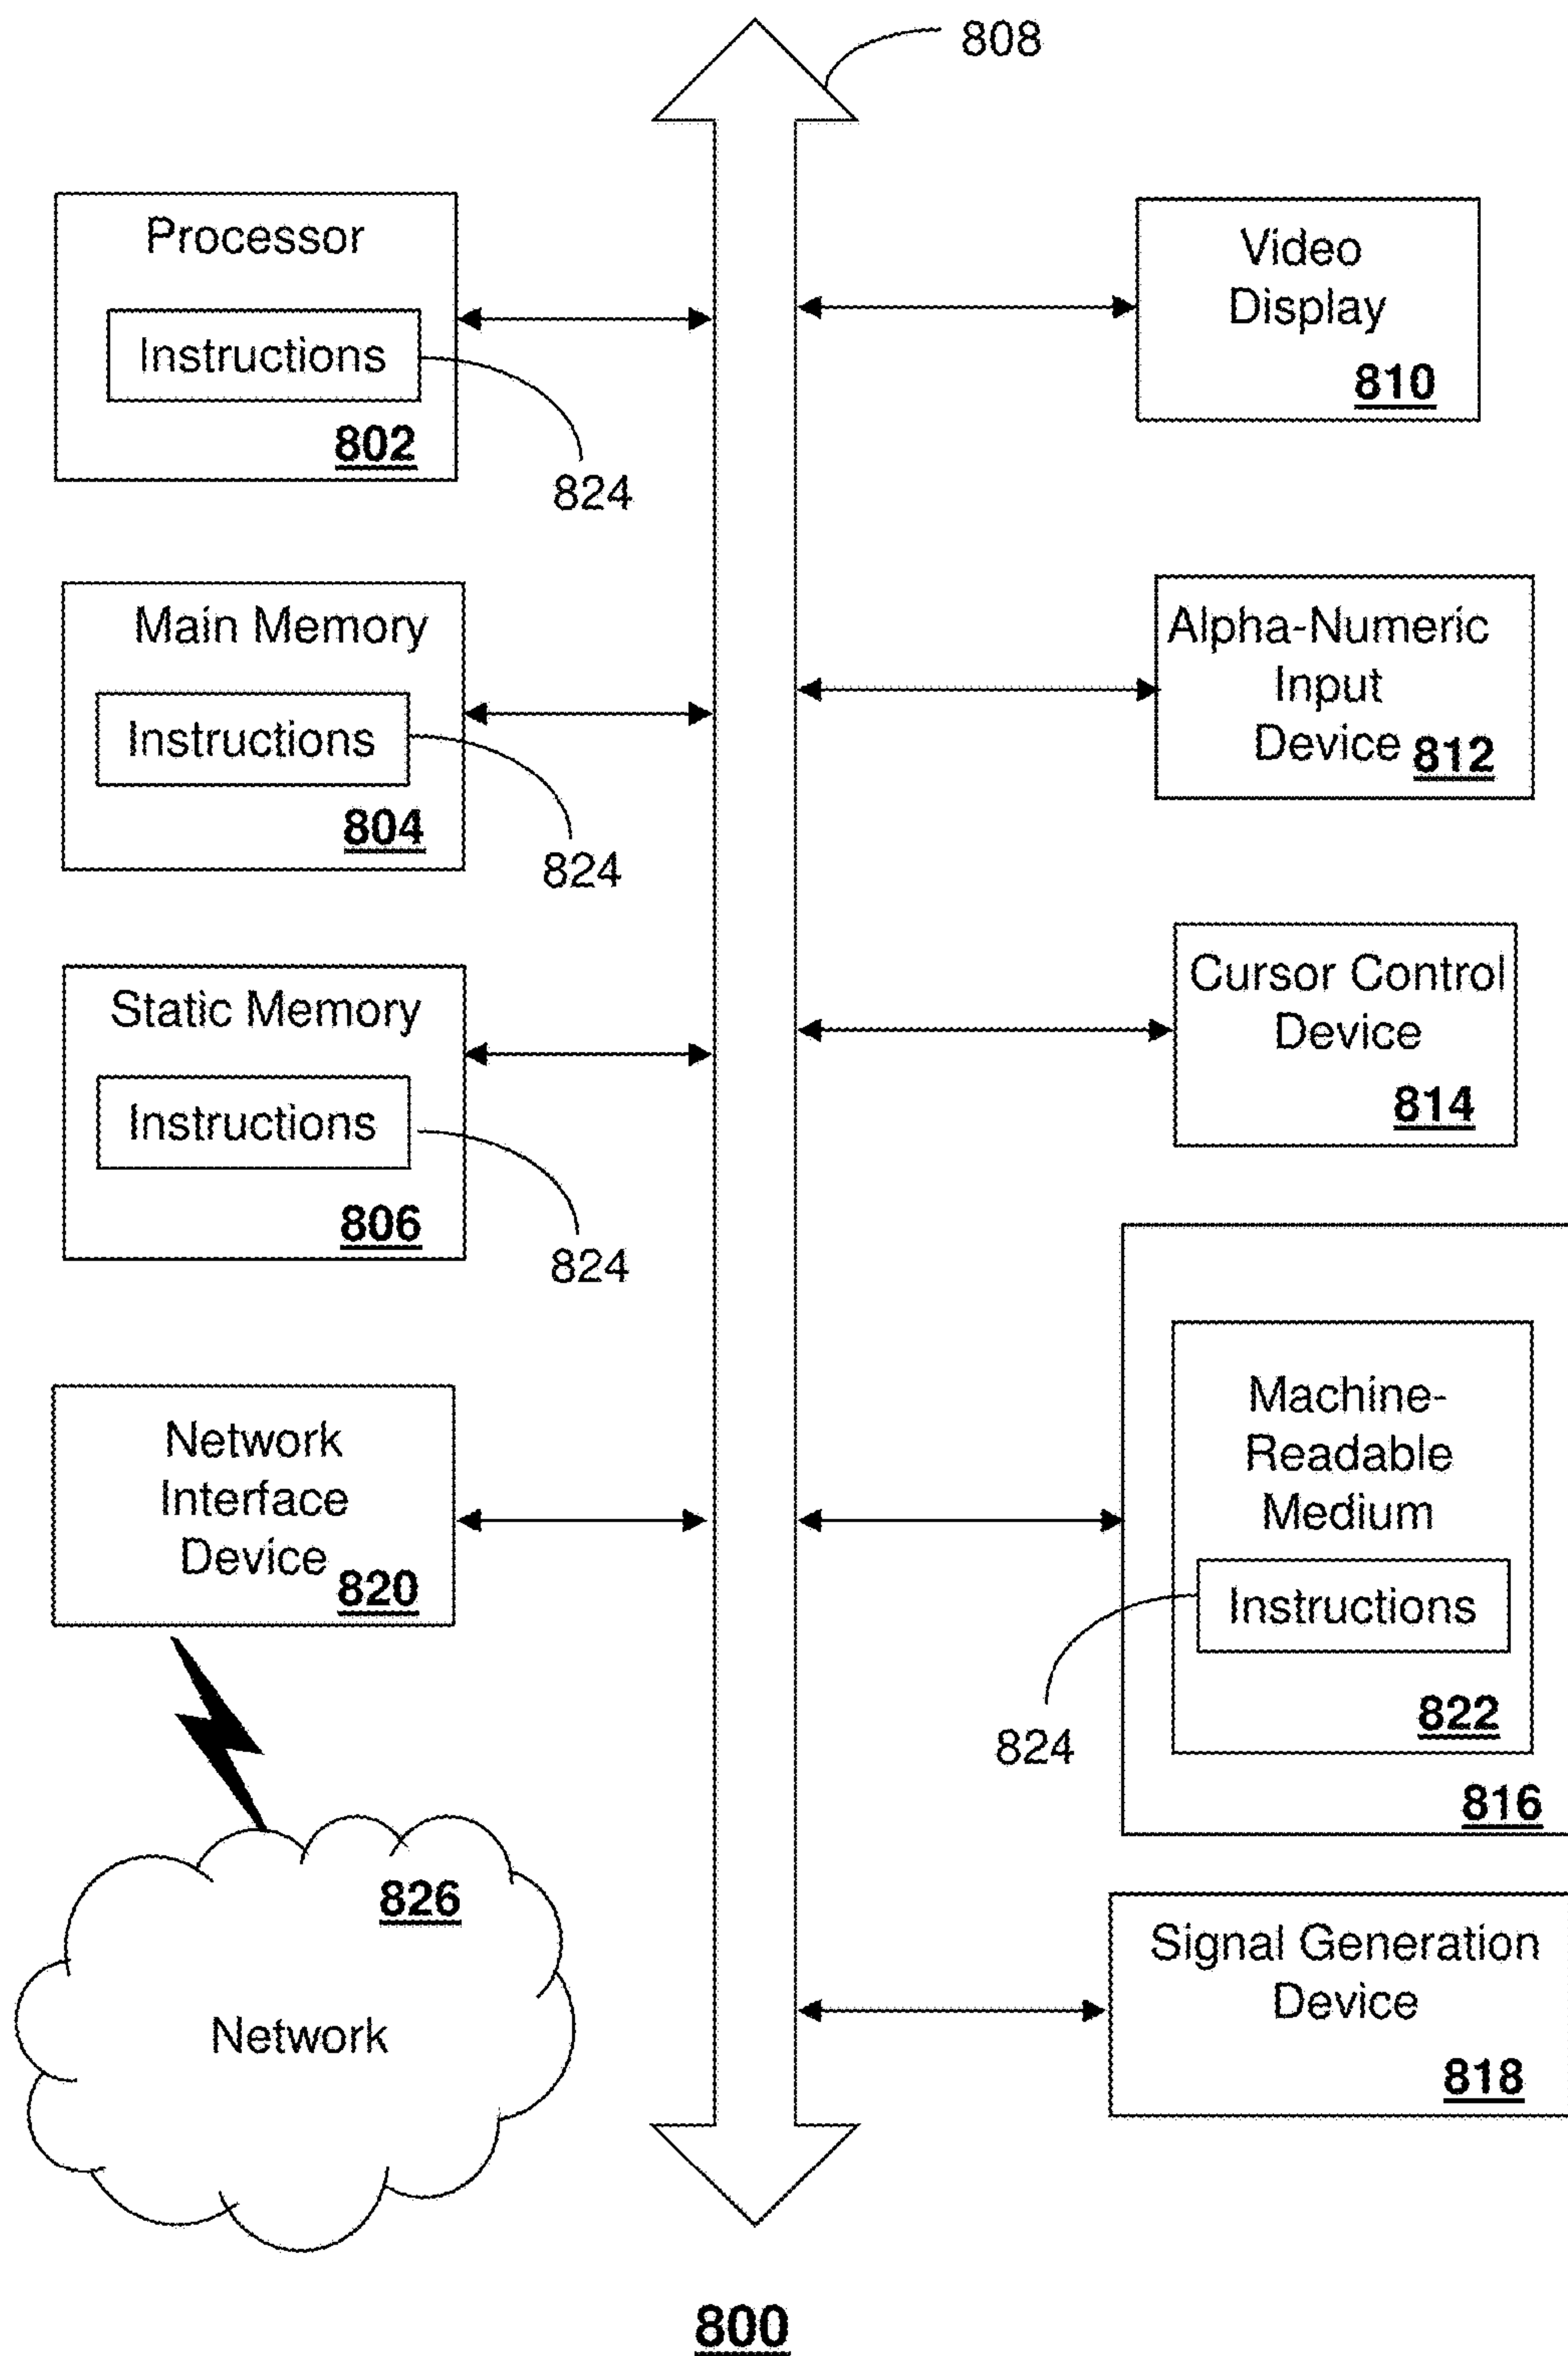 808
Processor
Instructions
802
824
Main Memory
Instructions
804
824
Static Memory
Instructions
806
824
Network
Interface
Device
820
826
Network
Video
Display
810
Alpha-Numeric
Input
Device 812
Cursor Control
Device
814
Machine-
Readable
Medium
Instructions
822
824
816
Signal Generation
Device
818
800